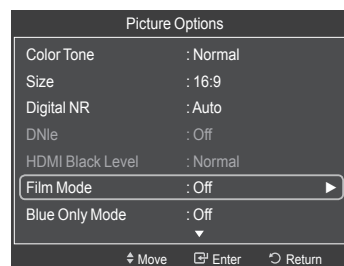 Picture Options
Color Tone : Normal
Size : 16:9
Digital NR : Auto
DNIe : Off
HDMI Black Level : Normal
Film Mode : Off ►
Blue Only Mode : Off
▼
Move Enter Return